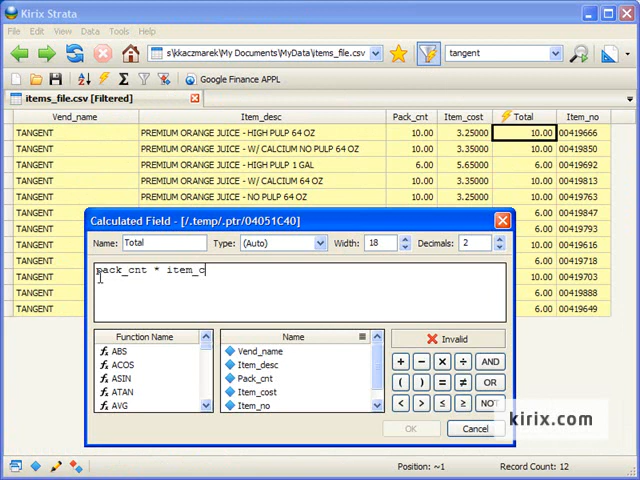 Kirix Strata
File Edit View Data Tools Window Help
s\kkaczmarek\My Documents\MyData\items_file.csv tangent
Google Finance APPL
items_file.csv [Filtered]
Vend_name Item_desc Pack_cnt Item_cost Total Item_no
TANGENT PREMIUM ORANGE JUICE - HIGH PULP 64 OZ 10.00 3.25000 10.00 00419666
TANGENT PREMIUM ORANGE JUICE - W/ CALCIUM NO PULP 64 OZ 10.00 3.35000 10.00 00419850
TANGENT PREMIUM ORANGE JUICE - HIGH PULP 1 GAL 6.00 5.65000 6.00 00419692
TANGENT PREMIUM ORANGE JUICE - W/ CALCIUM 64 OZ 10.00 3.35000 10.00 00419813
TANGENT PREMIUM ORANGE JUICE - NO PULP 64 OZ 10.00 3.25000 10.00 00419763
TANGENT 6.00 00419847
TANGENT 6.00 00419718
TANGENT 10.00 00419616
TANGENT 10.00 00419703
TANGENT 6.00 00419793
TANGENT 6.00 00419888
TANGENT 6.00 00419649
Calculated Field - [/.temp/.ptr/04051C40]
Name: Total Type: (Auto) Width: 18 Decimals: 2
pack_cnt * item_c
Function Name Name Invalid
ABS Vend_name
ACOS Item_desc
ASIN Pack_cnt
ATAN Item_cost
AVG Item_no
+ − × ÷ AND
( ) = ≠ OR
< > ≤ ≥ NOT
OK Cancel
kirix.com
Position: ~1 Record Count: 12